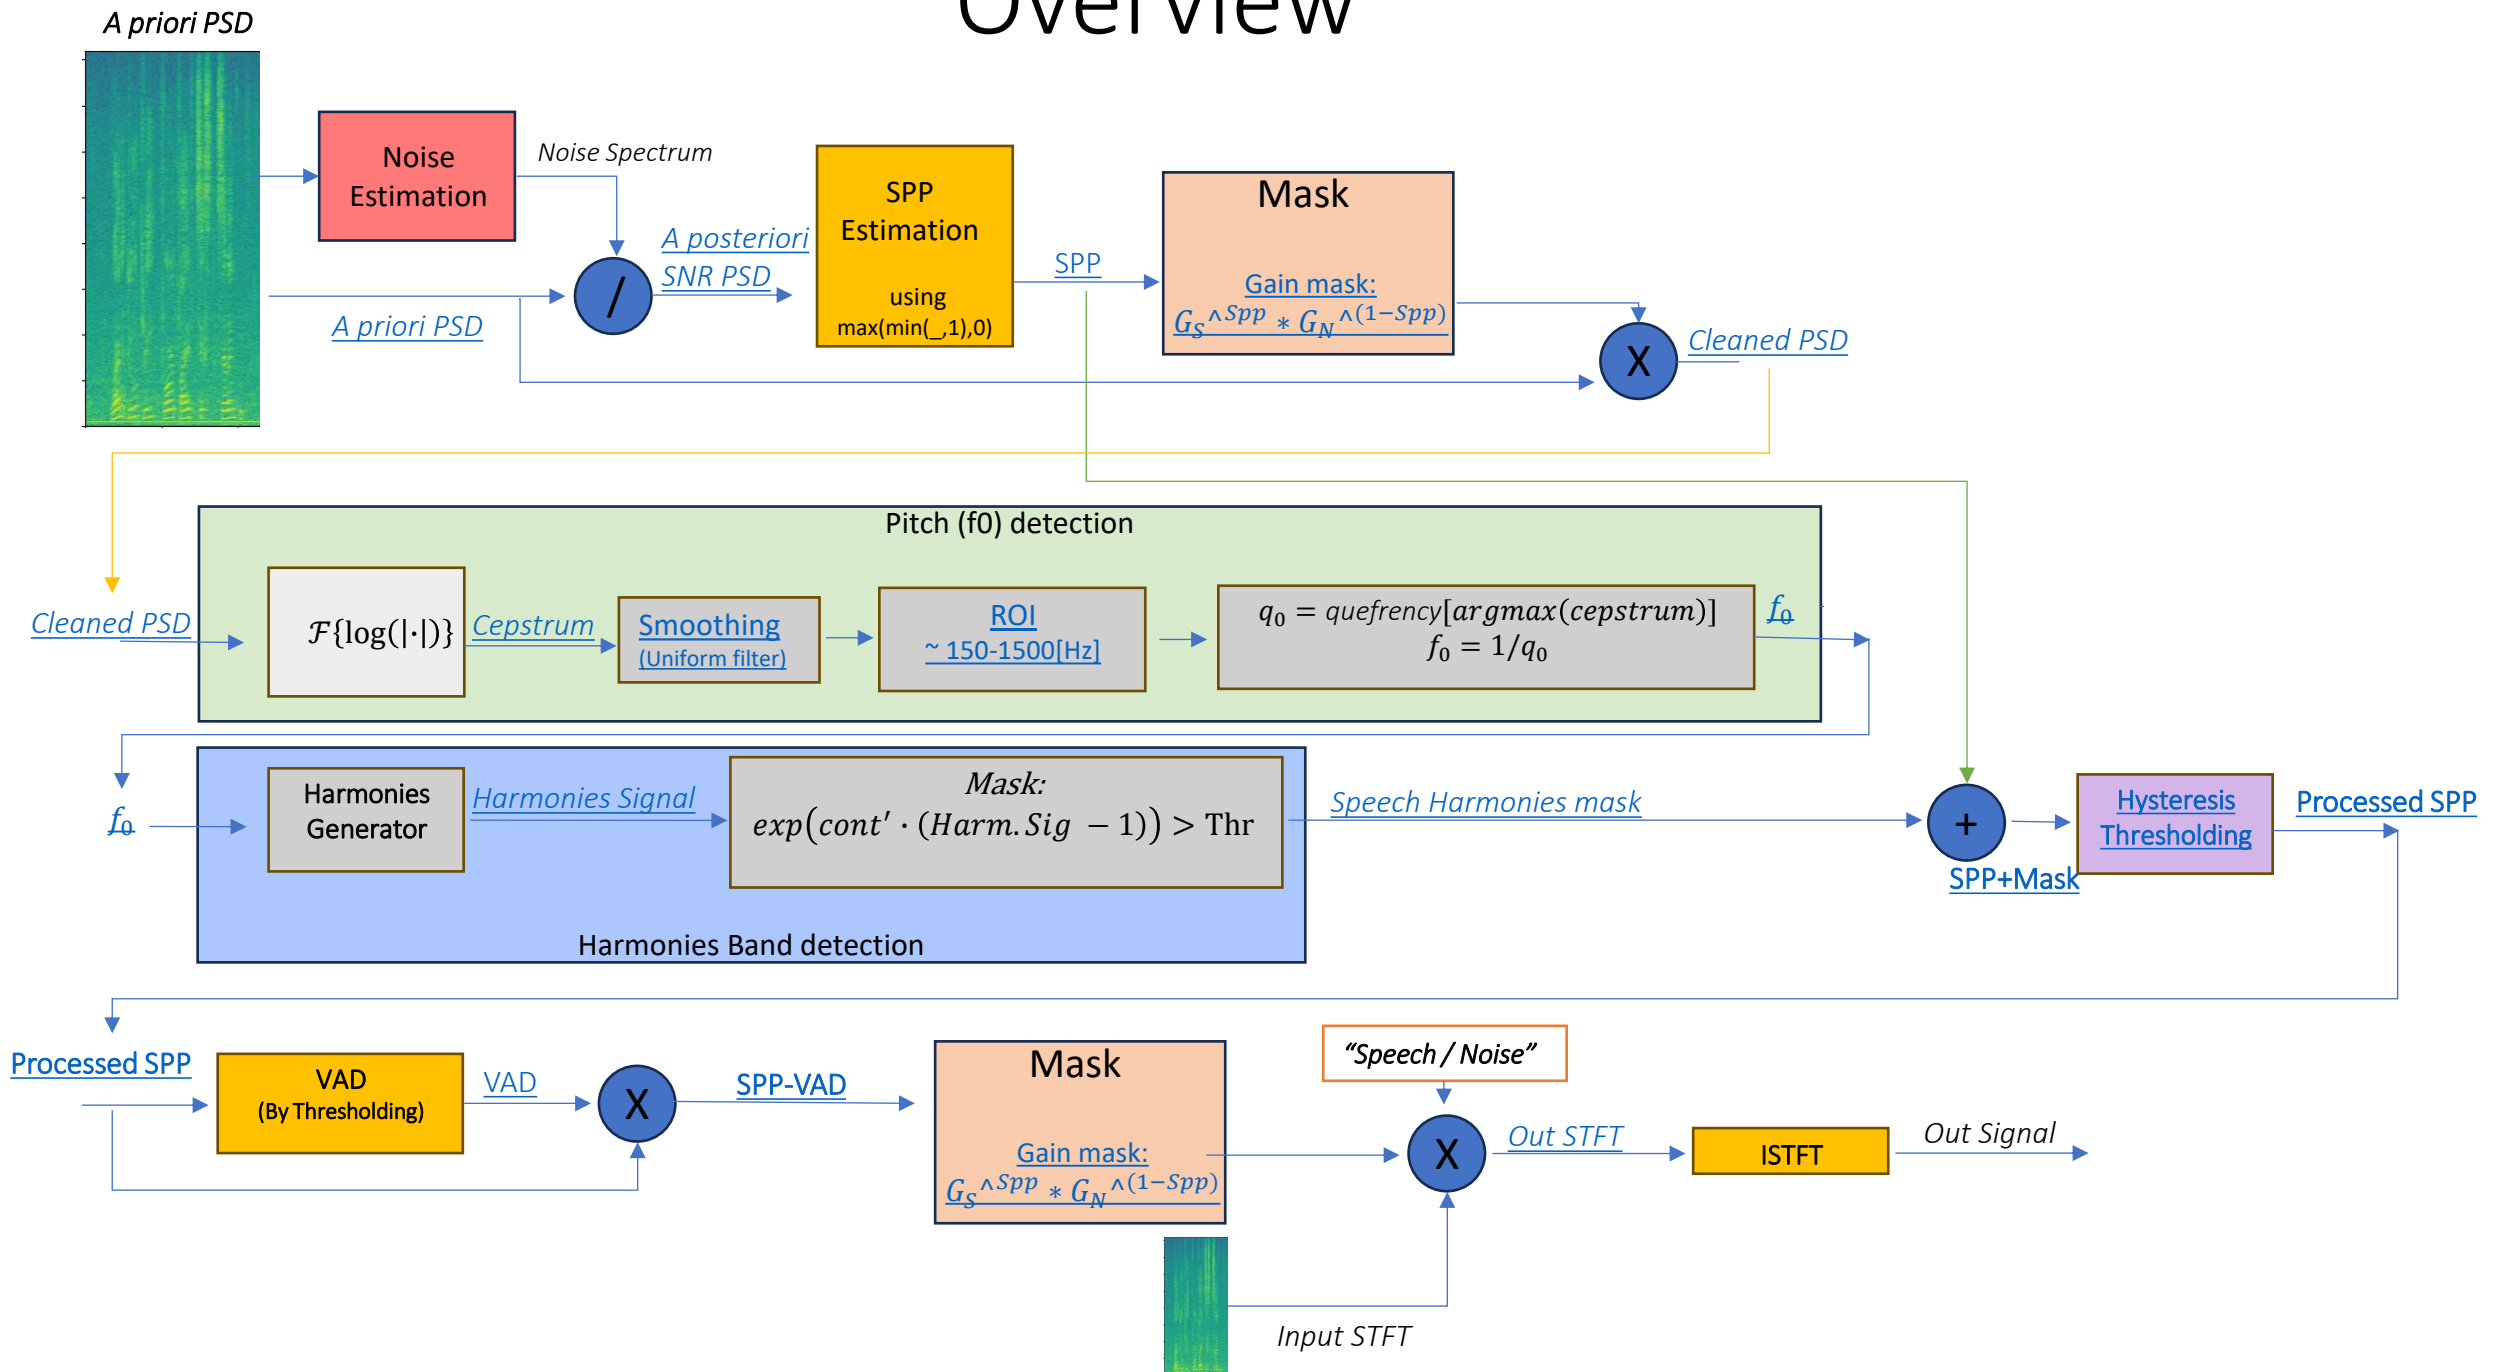 Overview
A priori PSD
Noise
Estimation
Noise Spectrum
A priori PSD
/
A posteriori
SNR PSD
SPP
Estimation
using
max(min(_,1),0)
SPP
Mask
Gain mask:
G_S^^Spp * G_N^^(1−Spp)
X
Cleaned PSD
Pitch (f0) detection
Cleaned PSD
ℱ{log(|·|)}
Cepstrum
Smoothing
(Uniform filter)
ROI
~ 150-1500[Hz]
q₀ = quefrency[argmax(cepstrum)]
f₀ = 1/q₀
f₀
f₀
Harmonies
Generator
Harmonies Signal
Mask:
exp(cont′ · (Harm. Sig − 1)) > Thr
Harmonies Band detection
Speech Harmonies mask
+
SPP+Mask
Hysteresis
Thresholding
Processed SPP
Processed SPP
VAD
(By Thresholding)
VAD
X
SPP-VAD
Mask
Gain mask:
G_S^^Spp * G_N^^(1−Spp)
“Speech / Noise”
X
Input STFT
Out STFT
ISTFT
Out Signal